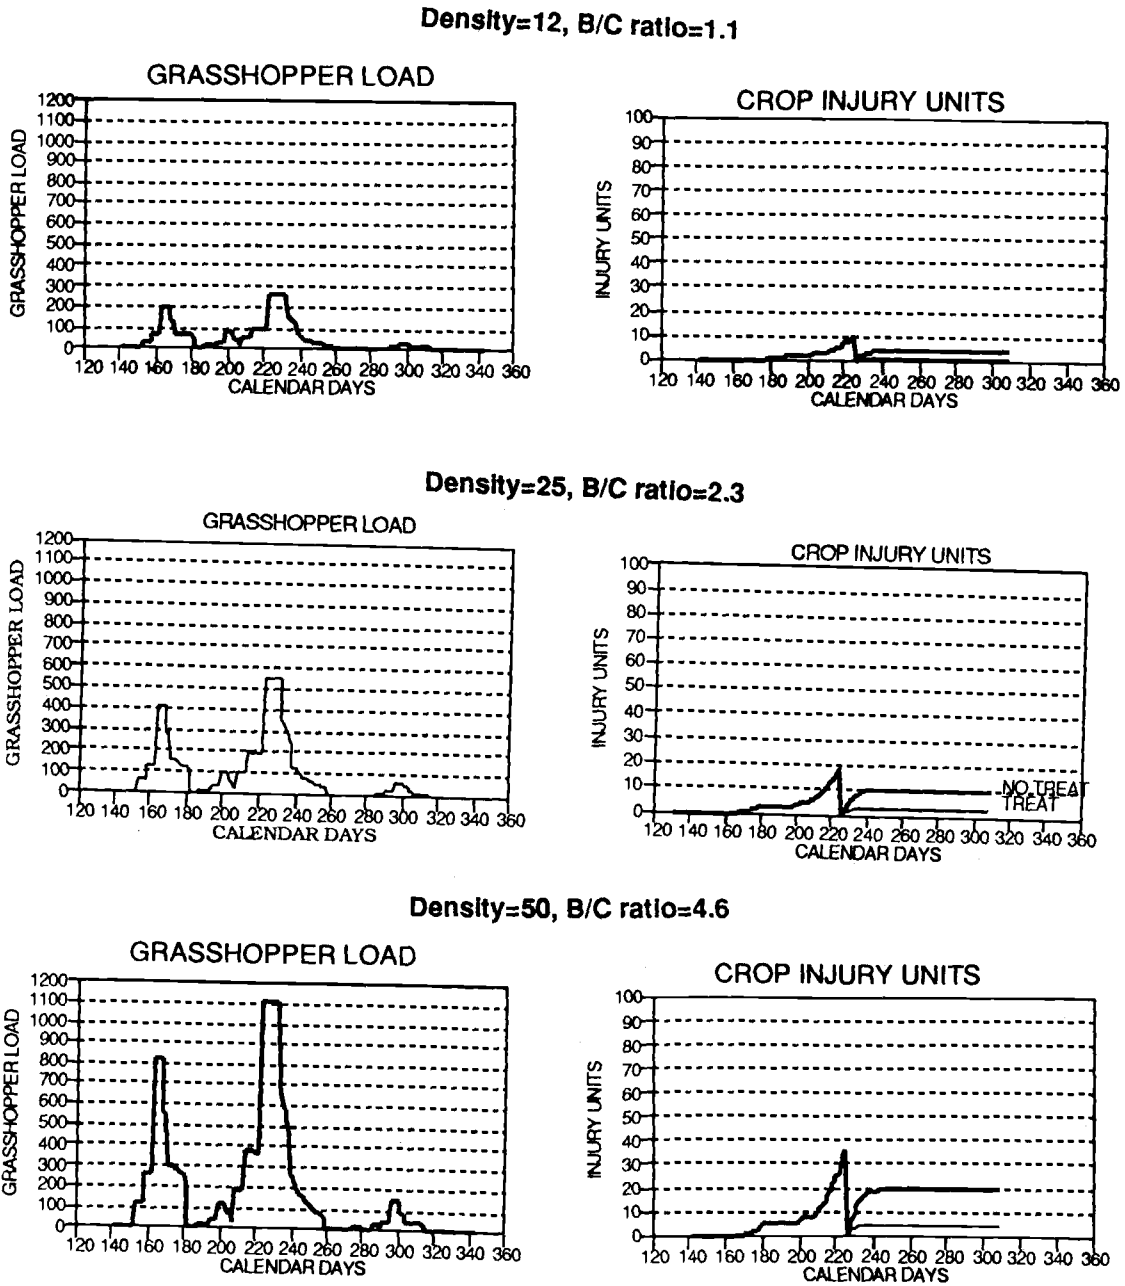 Density=12, B/C ratio=1.1
GRASSHOPPER LOAD
GRASSHOPPER LOAD
1200
1100
1000
900
800
700
600
500
400
300
200
100
0
120 140 160 180 200 220 240 260 280 300 320 340 360
CALENDAR DAYS
CROP INJURY UNITS
INJURY UNITS
100
90
80
70
60
50
40
30
20
10
0
120 140 160 180 200 220 240 260 280 300 320 340 360
CALENDAR DAYS
Density=25, B/C ratio=2.3
GRASSHOPPER LOAD
GRASSHOPPER LOAD
1200
1100
1000
900
800
700
600
500
400
300
200
100
0
120 140 160 180 200 220 240 260 280 300 320 340 360
CALENDAR DAYS
CROP INJURY UNITS
INJURY UNITS
100
90
80
70
60
50
40
30
20
10
0
NO TREAT
TREAT
120 140 160 180 200 220 240 260 280 300 320 340 360
CALENDAR DAYS
Density=50, B/C ratio=4.6
GRASSHOPPER LOAD
GRASSHOPPER LOAD
1200
1100
1000
900
800
700
600
500
400
300
200
100
0
120 140 160 180 200 220 240 260 280 300 320 340 360
CALENDAR DAYS
CROP INJURY UNITS
INJURY UNITS
100
90
80
70
60
50
40
30
20
10
0
120 140 160 180 200 220 240 260 280 300 320 340 360
CALENDAR DAYS